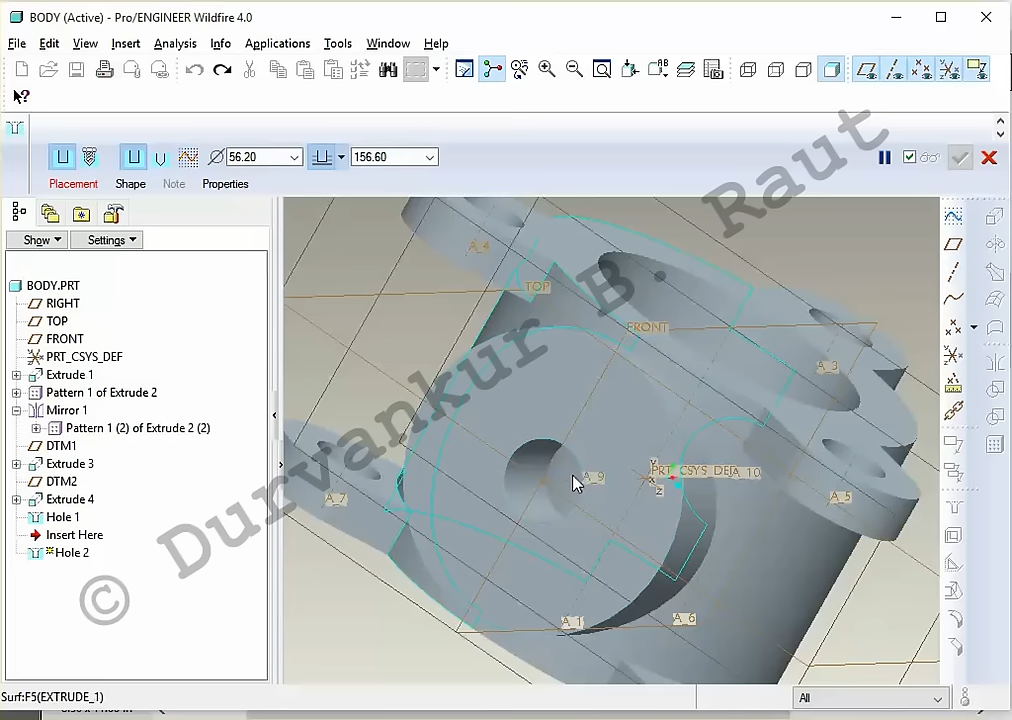 BODY (Active) - Pro/ENGINEER Wildfire 4.0
File Edit View Insert Analysis Info Applications Tools Window Help
56.20 156.60
Placement Shape Note Properties
Show Settings
BODY.PRT
RIGHT
TOP
FRONT
PRT_CSYS_DEF
Extrude 1
Pattern 1 of Extrude 2
Mirror 1
Pattern 1 (2) of Extrude 2 (2)
DTM1
Extrude 3
DTM2
Extrude 4
Hole 1
Insert Here
Hole 2
A_4
TOP
FRONT
A_3
A_9
PRT_CSYS_DEF
A_10
A_7
A_5
A_1
A_6
© Durvankur B. Raut
Surf:F5(EXTRUDE_1)
All